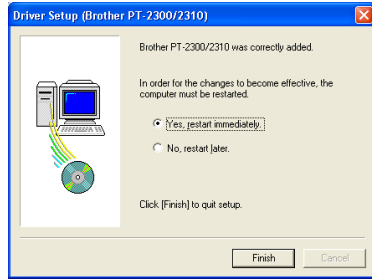 Driver Setup (Brother PT-2300/2310)
Brother PT-2300/2310 was correctly added.
In order for the changes to become effective, the
computer must be restarted.
Yes, restart immediately.
No, restart later.
Click [Finish] to quit setup.
Finish
Cancel